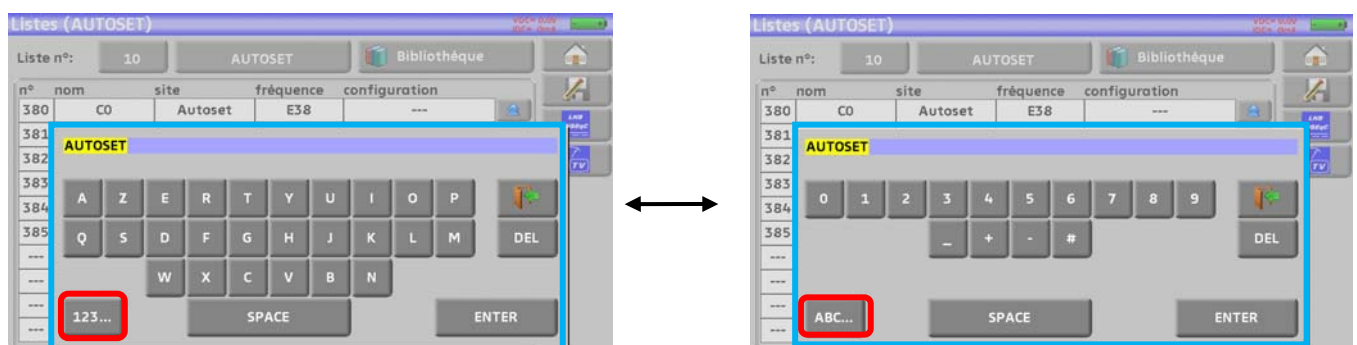 Listes (AUTOSET)
Liste n°: 10 AUTOSET Bibliothèque
n° nom site fréquence configuration
380 C0 Autoset E38 ---
381
AUTOSET
382
383
A Z E R T Y U I O P
384
385
Q S D F G H J K L M DEL
---
W X C V B N
---
---
123... SPACE ENTER
---
TV
Listes (AUTOSET)
Liste n°: 10 AUTOSET Bibliothèque
n° nom site fréquence configuration
380 C0 Autoset E38 ---
381
AUTOSET
382
383
0 1 2 3 4 5 6 7 8 9
384
385
_ + - # DEL
---
---
---
ABC... SPACE ENTER
---
TV